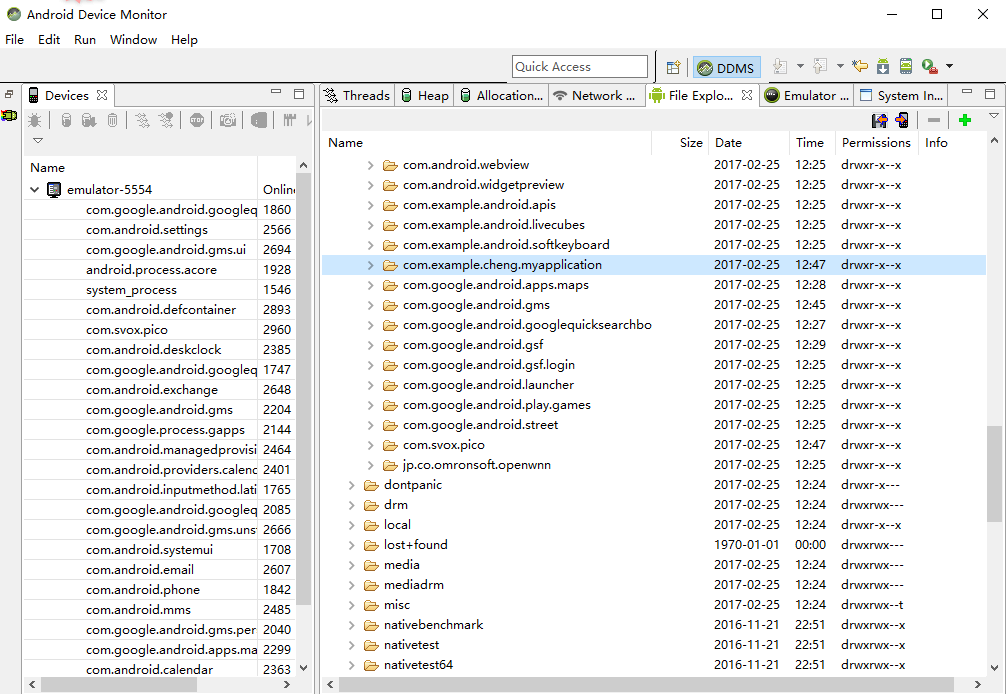 Android Device Monitor
File Edit Run Window Help
Quick Access
DDMS
Devices
Name
emulator-5554 Online
com.google.android.googleq 1860
com.android.settings 2566
com.google.android.gms.ui 2694
android.process.acore 1928
system_process 1546
com.android.defcontainer 2893
com.svox.pico 2960
com.android.deskclock 2385
com.google.android.googleq 1747
com.android.exchange 2648
com.google.android.gms 2204
com.google.process.gapps 2144
com.android.managedprovisi 2464
com.android.providers.calend 2401
com.android.inputmethod.lati 1765
com.google.android.googleq 2085
com.google.android.gms.uns 2666
com.android.systemui 1708
com.android.email 2607
com.android.phone 1842
com.android.mms 2485
com.google.android.gms.per 2040
com.google.android.apps.ma 2299
com.android.calendar 2363
Threads Heap Allocation... Network ... File Explo... Emulator ... System In...
Name Size Date Time Permissions Info
com.android.webview 2017-02-25 12:25 drwxr-x--x
com.android.widgetpreview 2017-02-25 12:25 drwxr-x--x
com.example.android.apis 2017-02-25 12:25 drwxr-x--x
com.example.android.livecubes 2017-02-25 12:25 drwxr-x--x
com.example.android.softkeyboard 2017-02-25 12:25 drwxr-x--x
com.example.cheng.myapplication 2017-02-25 12:47 drwxr-x--x
com.google.android.apps.maps 2017-02-25 12:28 drwxr-x--x
com.google.android.gms 2017-02-25 12:45 drwxr-x--x
com.google.android.googlequicksearchbo 2017-02-25 12:27 drwxr-x--x
com.google.android.gsf 2017-02-25 12:29 drwxr-x--x
com.google.android.gsf.login 2017-02-25 12:25 drwxr-x--x
com.google.android.launcher 2017-02-25 12:25 drwxr-x--x
com.google.android.play.games 2017-02-25 12:25 drwxr-x--x
com.google.android.street 2017-02-25 12:25 drwxr-x--x
com.svox.pico 2017-02-25 12:47 drwxr-x--x
jp.co.omronsoft.openwnn 2017-02-25 12:25 drwxr-x--x
dontpanic 2017-02-25 12:24 drwxr-x---
drm 2017-02-25 12:24 drwxrwx---
local 2017-02-25 12:24 drwxr-x--x
lost+found 1970-01-01 00:00 drwxrwx---
media 2017-02-25 12:24 drwxrwx---
mediadrm 2017-02-25 12:24 drwxrwx---
misc 2017-02-25 12:24 drwxrwx--t
nativebenchmark 2016-11-21 22:51 drwxrwx--x
nativetest 2016-11-21 22:51 drwxrwx--x
nativetest64 2016-11-21 22:51 drwxrwx--x